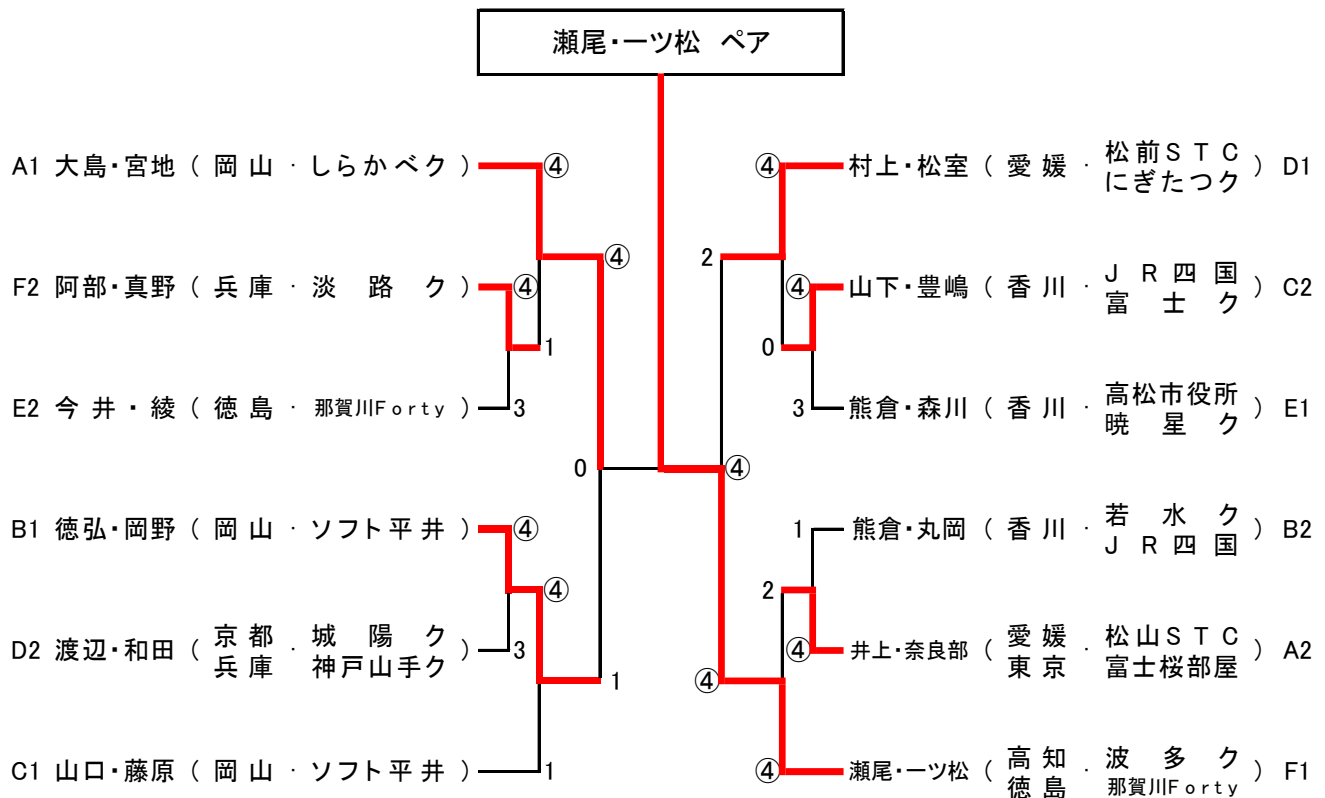 瀬尾・一ツ松 ペア
A1 大島・宮地 ( 岡山 ・ しらかべク ) ④
④ 村上・松室 ( 愛媛 ・ 松前STC にぎたつク ) D1
④
2
F2 阿部・真野 ( 兵庫 ・ 淡路ク ) ④
④ 山下・豊嶋 ( 香川 ・ JR四国 富士ク ) C2
1
0
E2 今井・綾 ( 徳島 ・ 那賀川Forty ) 3
3 熊倉・森川 ( 香川 ・ 高松市役所 暁星ク ) E1
0
④
B1 徳弘・岡野 ( 岡山 ・ ソフト平井 ) ④
1 熊倉・丸岡 ( 香川 ・ 若水ク JR四国 ) B2
④
2
D2 渡辺・和田 ( 京都 兵庫 ・ 城陽ク 神戸山手ク ) 3
④ 井上・奈良部 ( 愛媛 東京 ・ 松山STC 富士桜部屋 ) A2
1
④
C1 山口・藤原 ( 岡山 ・ ソフト平井 ) 1
④ 瀬尾・一ツ松 ( 高知 徳島 ・ 波多ク 那賀川Forty ) F1